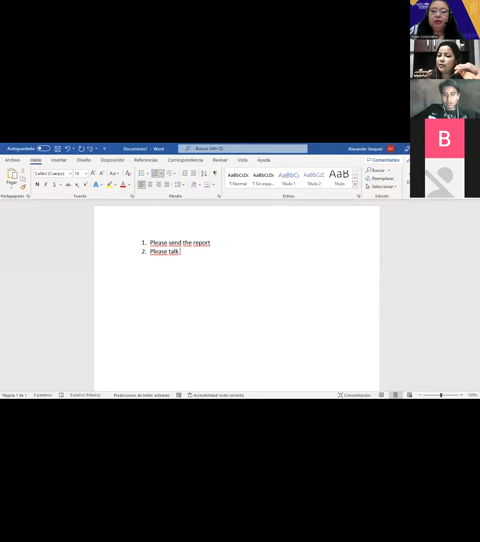 Autoguardado
Documento1 - Word
Buscar (Alt+Q)
Alexander Vasquez
Archivo Inicio Insertar Diseño Disposición Referencias Correspondencia Revisar Vista Ayuda Comentarios
Pegar
Calibri (Cuerpo) 14
N K S
AaBbCcDc AaBbCcDc AaBbCc AaBbCcC AaB
¶ Normal ¶ Sin espa... Título 1 Título 2 Título
Buscar
Reemplazar
Seleccionar
Portapapeles Fuente Párrafo Estilos Edición
1. Please send the report
2. Please talk
Página 1 de 1 Español (México) Predicciones de texto: activado Accesibilidad: todo correcto Concentración 100%
B